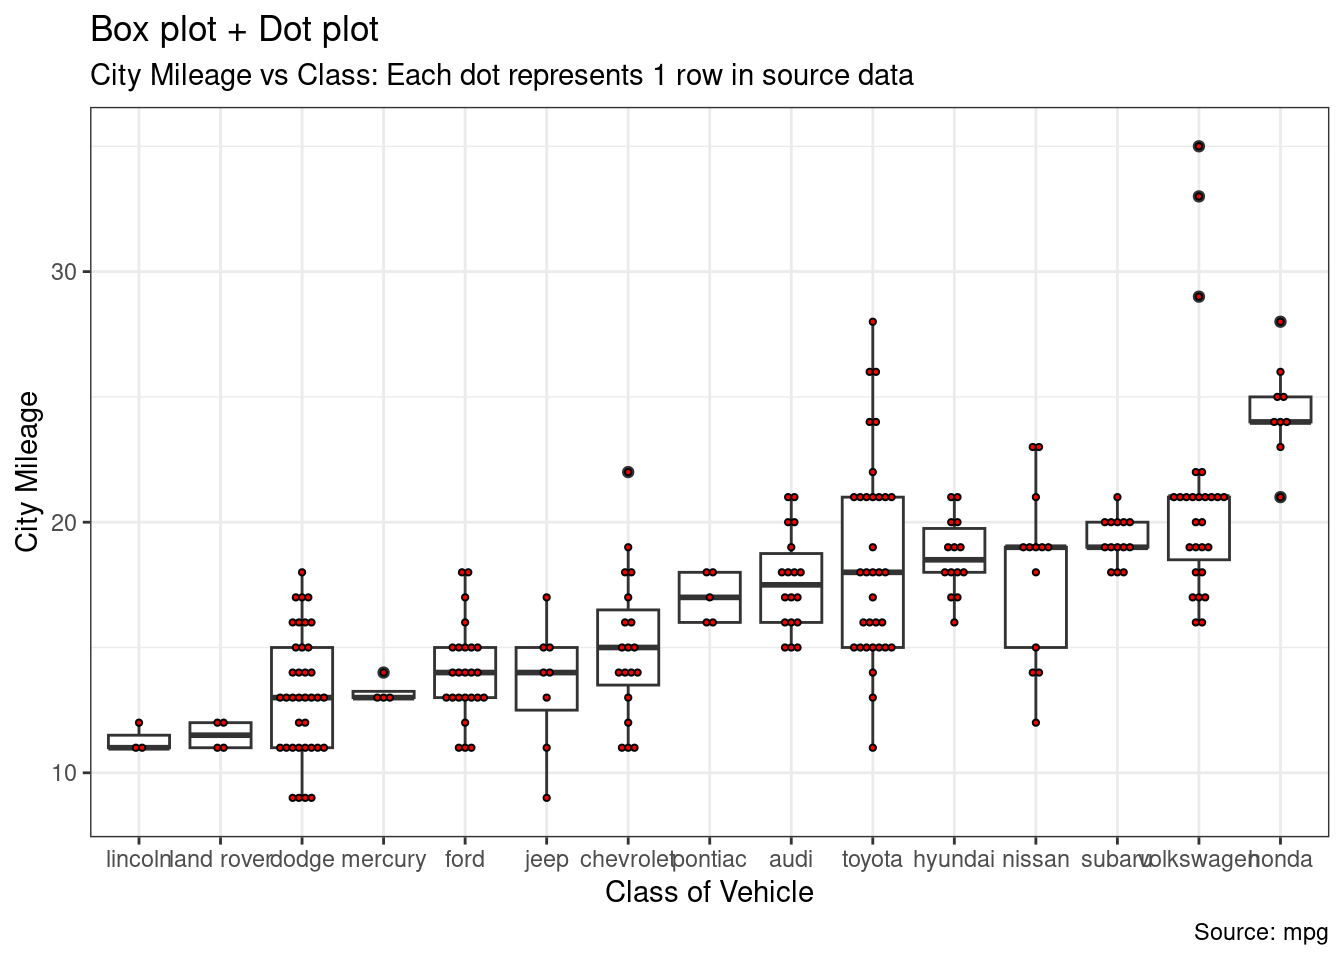 Box plot + Dot plot
City Mileage vs Class: Each dot represents 1 row in source data
City Mileage
30
20
10
lincoln land rover dodge mercury ford jeep chevrolet pontiac audi toyota hyundai nissan subaru volkswagen honda
Class of Vehicle
Source: mpg